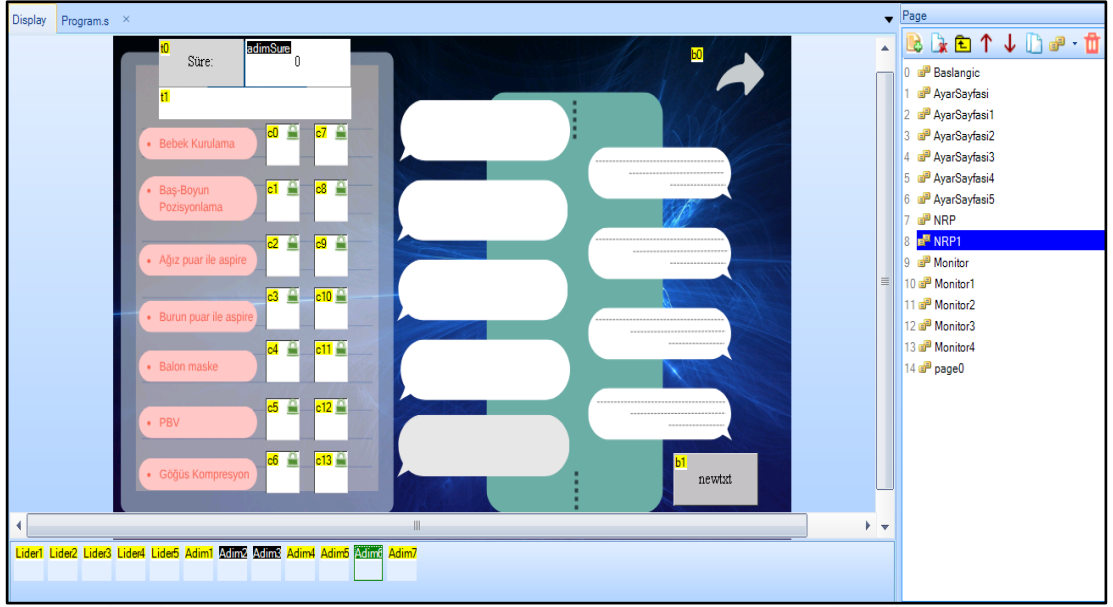 Display Program.s ×
t0 Süre:
adimSure 0
t1
b0
• Bebek Kurulama
c0 c7
• Baş-Boyun
Pozisyonlama
c1 c8
• Ağız puar ile aspire
c2 c9
• Burun puar ile aspire
c3 c10
• Balon maske
c4 c11
• PBV
c5 c12
• Göğüs Kompresyon
c6 c13
b1
newtxt
Lider1 Lider2 Lider3 Lider4 Lider5 Adim1 Adim2 Adim3 Adim4 Adim5 Adim6 Adim7
Page
0 Baslangic
1 AyarSayfasi
2 AyarSayfasi1
3 AyarSayfasi2
4 AyarSayfasi3
5 AyarSayfasi4
6 AyarSayfasi5
7 NRP
8 NRP1
9 Monitor
10 Monitor1
11 Monitor2
12 Monitor3
13 Monitor4
14 page0